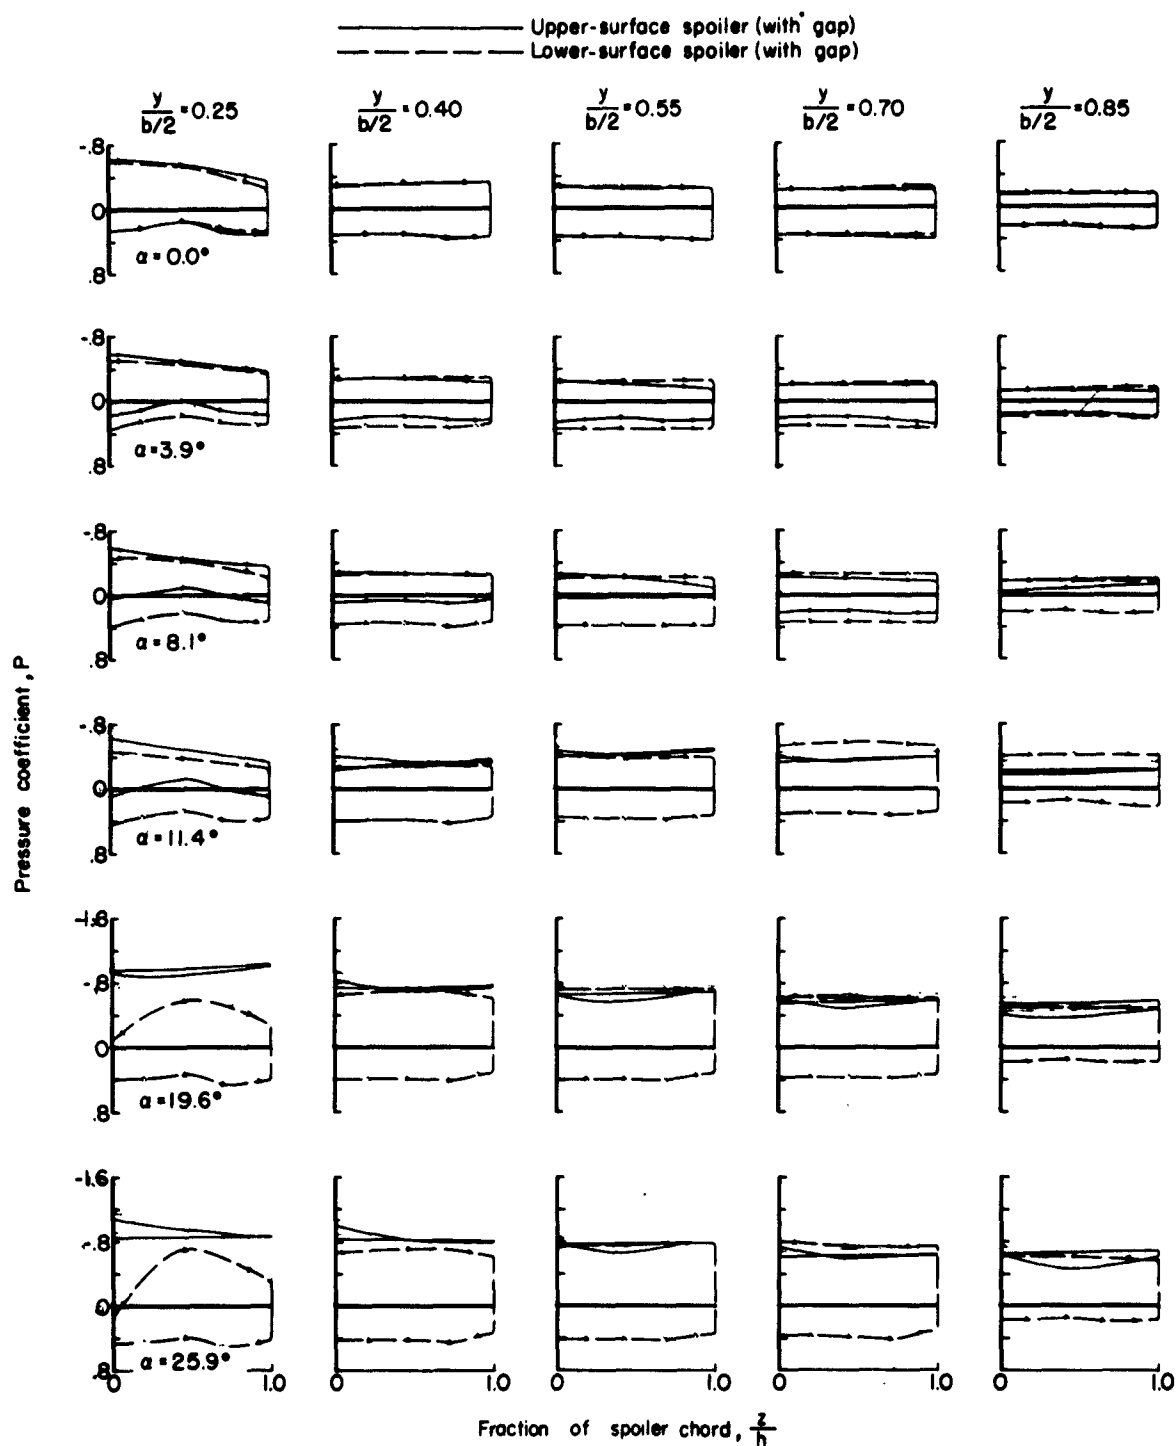 Upper-surface spoiler (with gap)
Lower-surface spoiler (with gap)
y/b/2 = 0.25 y/b/2 = 0.40 y/b/2 = 0.55 y/b/2 = 0.70 y/b/2 = 0.85
-.8
0
.8
α = 0.0°
-.8
0
.8
α = 3.9°
-.8
0
.8
α = 8.1°
-.8
0
.8
α = 11.4°
-1.6
-.8
0
.8
α = 19.6°
-1.6
-.8
0
.8
α = 25.9°
0 1.0 0 1.0 0 1.0 0 1.0 0 1.0
Pressure coefficient, P
Fraction of spoiler chord, z/h